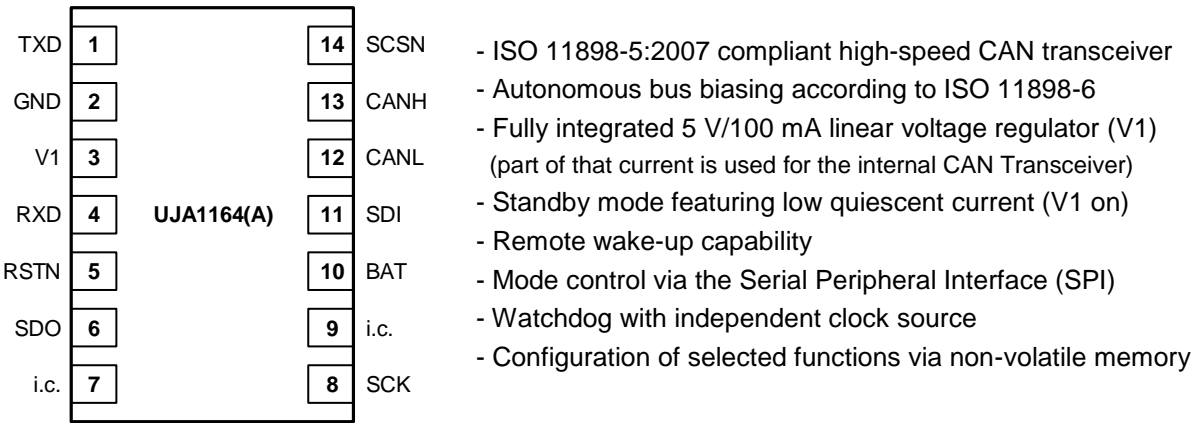 TXD 1 14 SCSN
GND 2 13 CANH
V1 3 12 CANL
RXD 4 UJA1164(A) 11 SDI
RSTN 5 10 BAT
SDO 6 9 i.c.
i.c. 7 8 SCK
- ISO 11898-5:2007 compliant high-speed CAN transceiver
- Autonomous bus biasing according to ISO 11898-6
- Fully integrated 5 V/100 mA linear voltage regulator (V1)
(part of that current is used for the internal CAN Transceiver)
- Standby mode featuring low quiescent current (V1 on)
- Remote wake-up capability
- Mode control via the Serial Peripheral Interface (SPI)
- Watchdog with independent clock source
- Configuration of selected functions via non-volatile memory